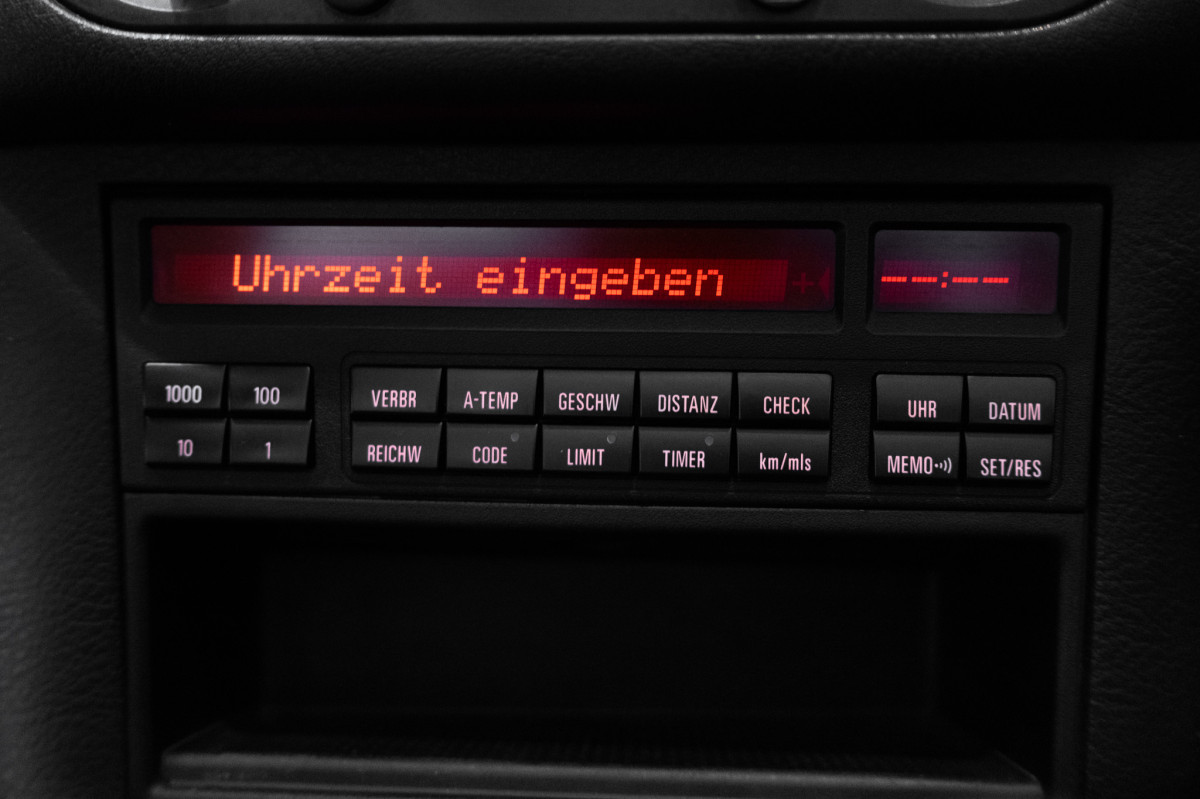 Uhrzeit eingeben --:--
1000 100 VERBR A-TEMP GESCHW DISTANZ CHECK UHR DATUM
10 1 REICHW CODE LIMIT TIMER km/mls MEMO SET/RES